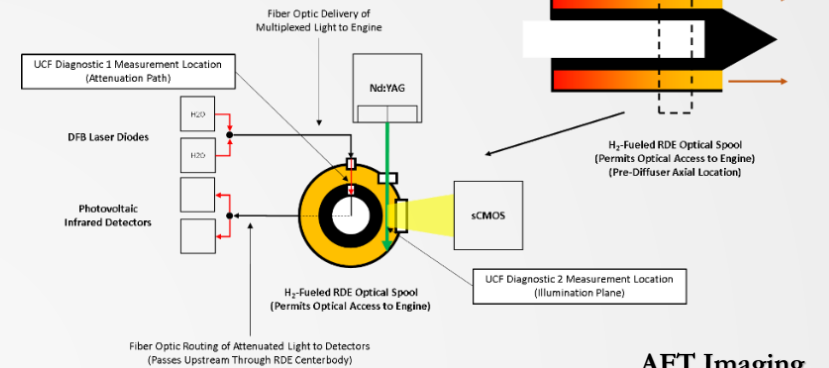 Fiber Optic Delivery of
Multiplexed Light to Engine
UCF Diagnostic 1 Measurement Location
(Attenuation Path)
Nd:YAG
H2O
DFB Laser Diodes
H2O
H₂-Fueled RDE Optical Spool
(Permits Optical Access to Engine)
(Pre-Diffuser Axial Location)
Photovoltaic
Infrared Detectors
sCMOS
UCF Diagnostic 2 Measurement Location
(Illumination Plane)
H₂-Fueled RDE Optical Spool
(Permits Optical Access to Engine)
Fiber Optic Routing of Attenuated Light to Detectors
(Passes Upstream Through RDE Centerbody)
AFT Imaging